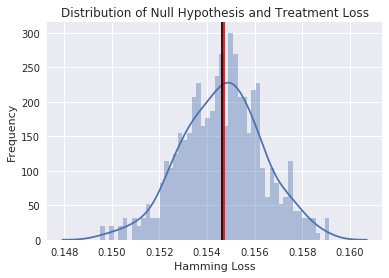 Distribution of Null Hypothesis and Treatment Loss
300
250
200
150
100
50
0
Frequency
0.148 0.150 0.152 0.154 0.156 0.158 0.160
Hamming Loss